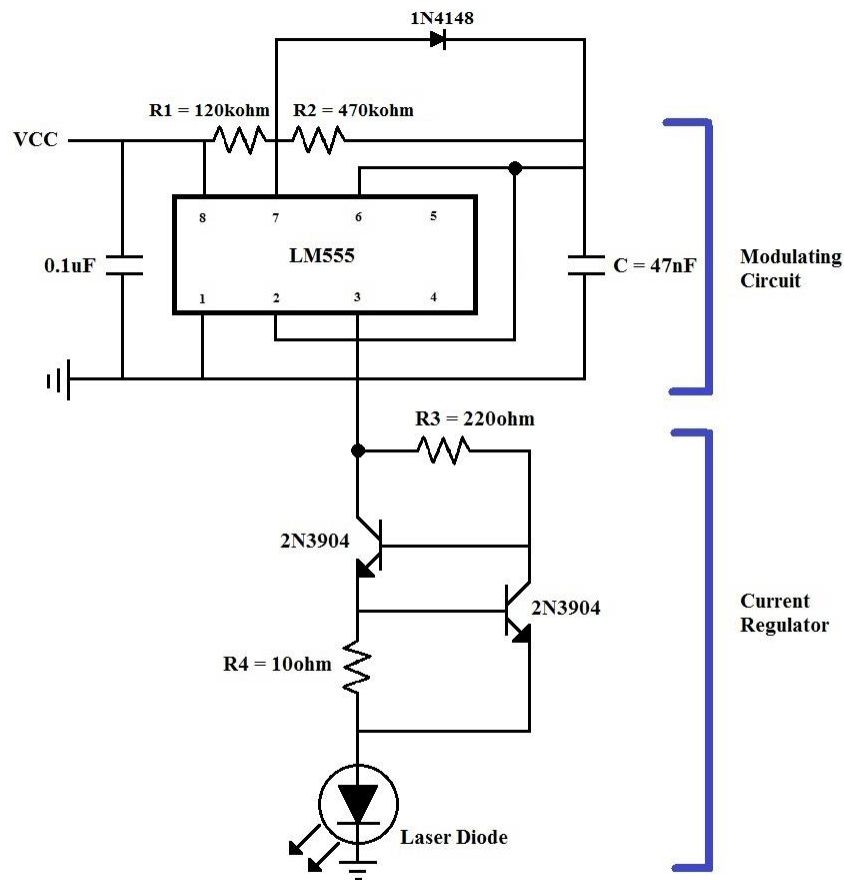 1N4148
R1 = 120kohm R2 = 470kohm
VCC
8 7 6 5
LM555
0.1uF
C = 47nF
Modulating
Circuit
1 2 3 4
R3 = 220ohm
2N3904
2N3904
Current
Regulator
R4 = 10ohm
Laser Diode